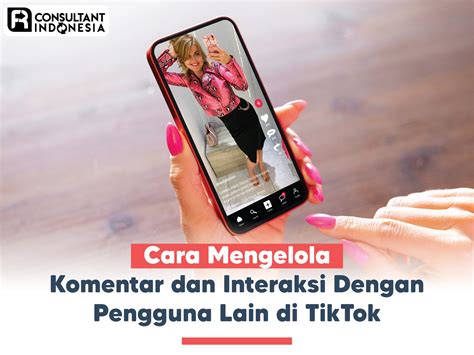 R CONSULTANT
INDONESIA
Cara Mengelola
Komentar dan Interaksi Dengan
Pengguna Lain di TikTok